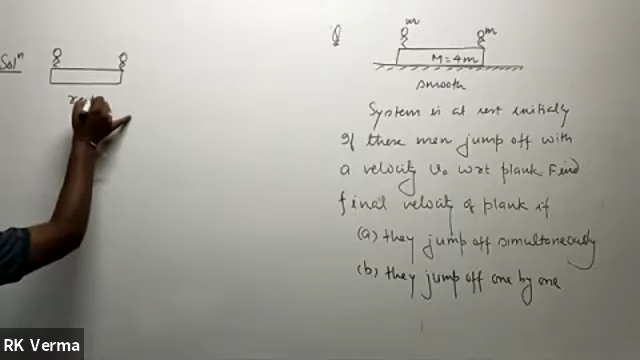 Solⁿ
Q
m
m
M=4m
smooth
System is at rest initially
If these men jump off with
a velocity v₀ wrt plank Find
final velocity of plank if
(a) they jump off simultaneously
(b) they jump off one by one
RK Verma